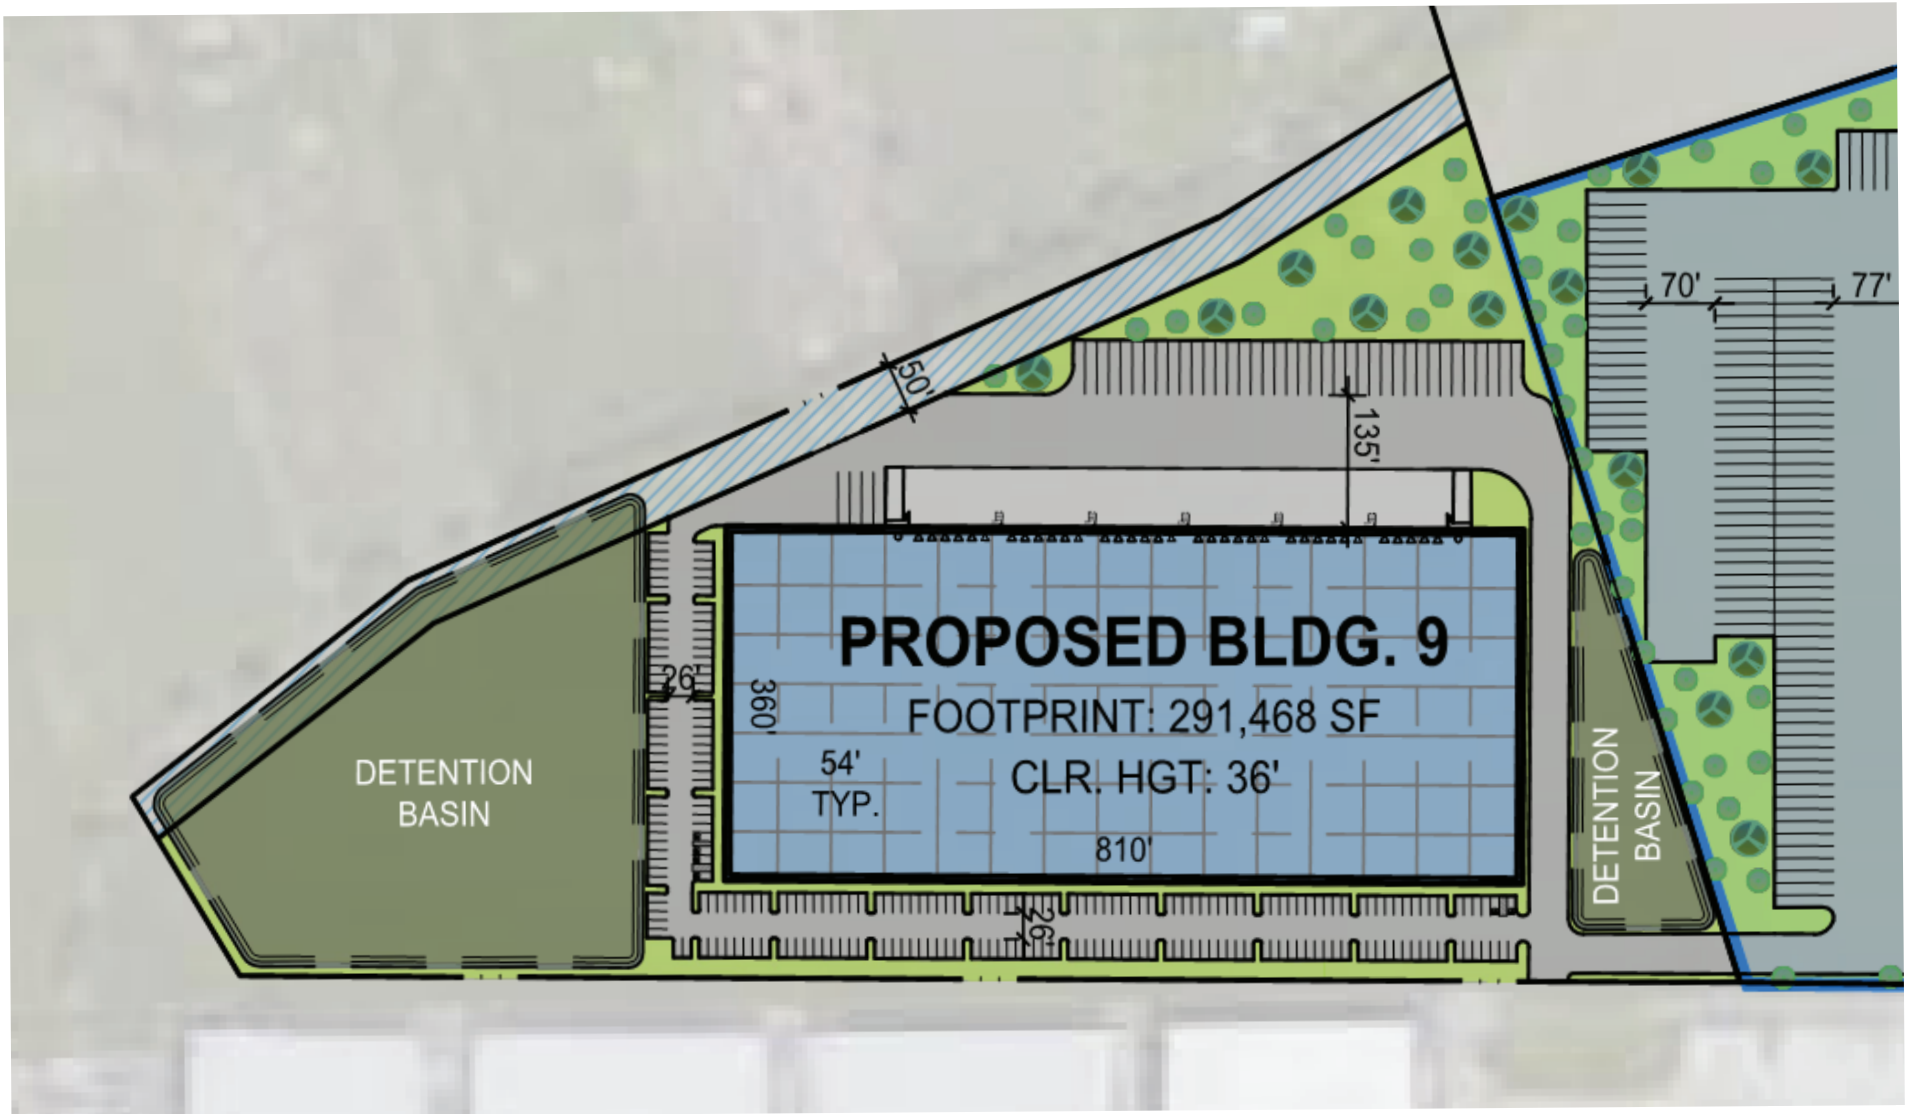 70'
77'
50'
135'
PROPOSED BLDG. 9
FOOTPRINT: 291,468 SF
CLR. HGT: 36'
360'
54'
TYP.
810'
26'
26'
DETENTION
BASIN
DETENTION
BASIN